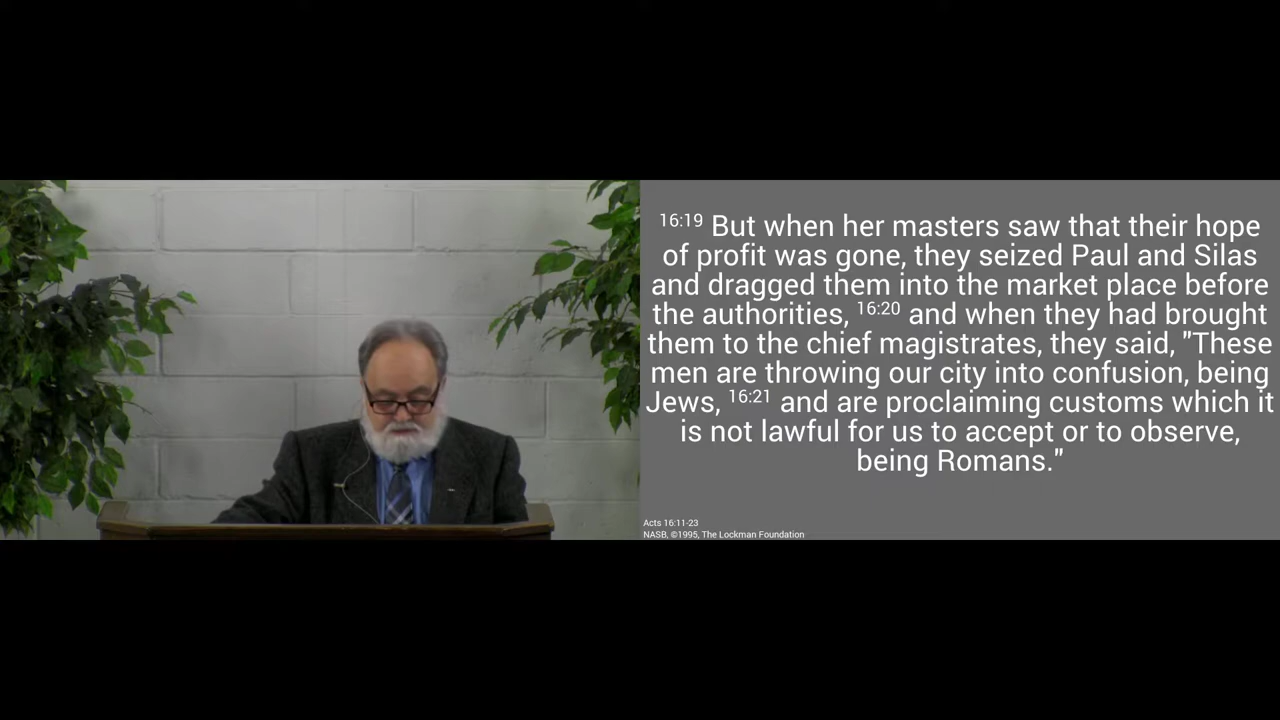 16:19 But when her masters saw that their hope
of profit was gone, they seized Paul and Silas
and dragged them into the market place before
the authorities, 16:20 and when they had brought
them to the chief magistrates, they said, "These
men are throwing our city into confusion, being
Jews, 16:21 and are proclaiming customs which it
is not lawful for us to accept or to observe,
being Romans."
Acts 16:11-23
NASB, ©1995, The Lockman Foundation